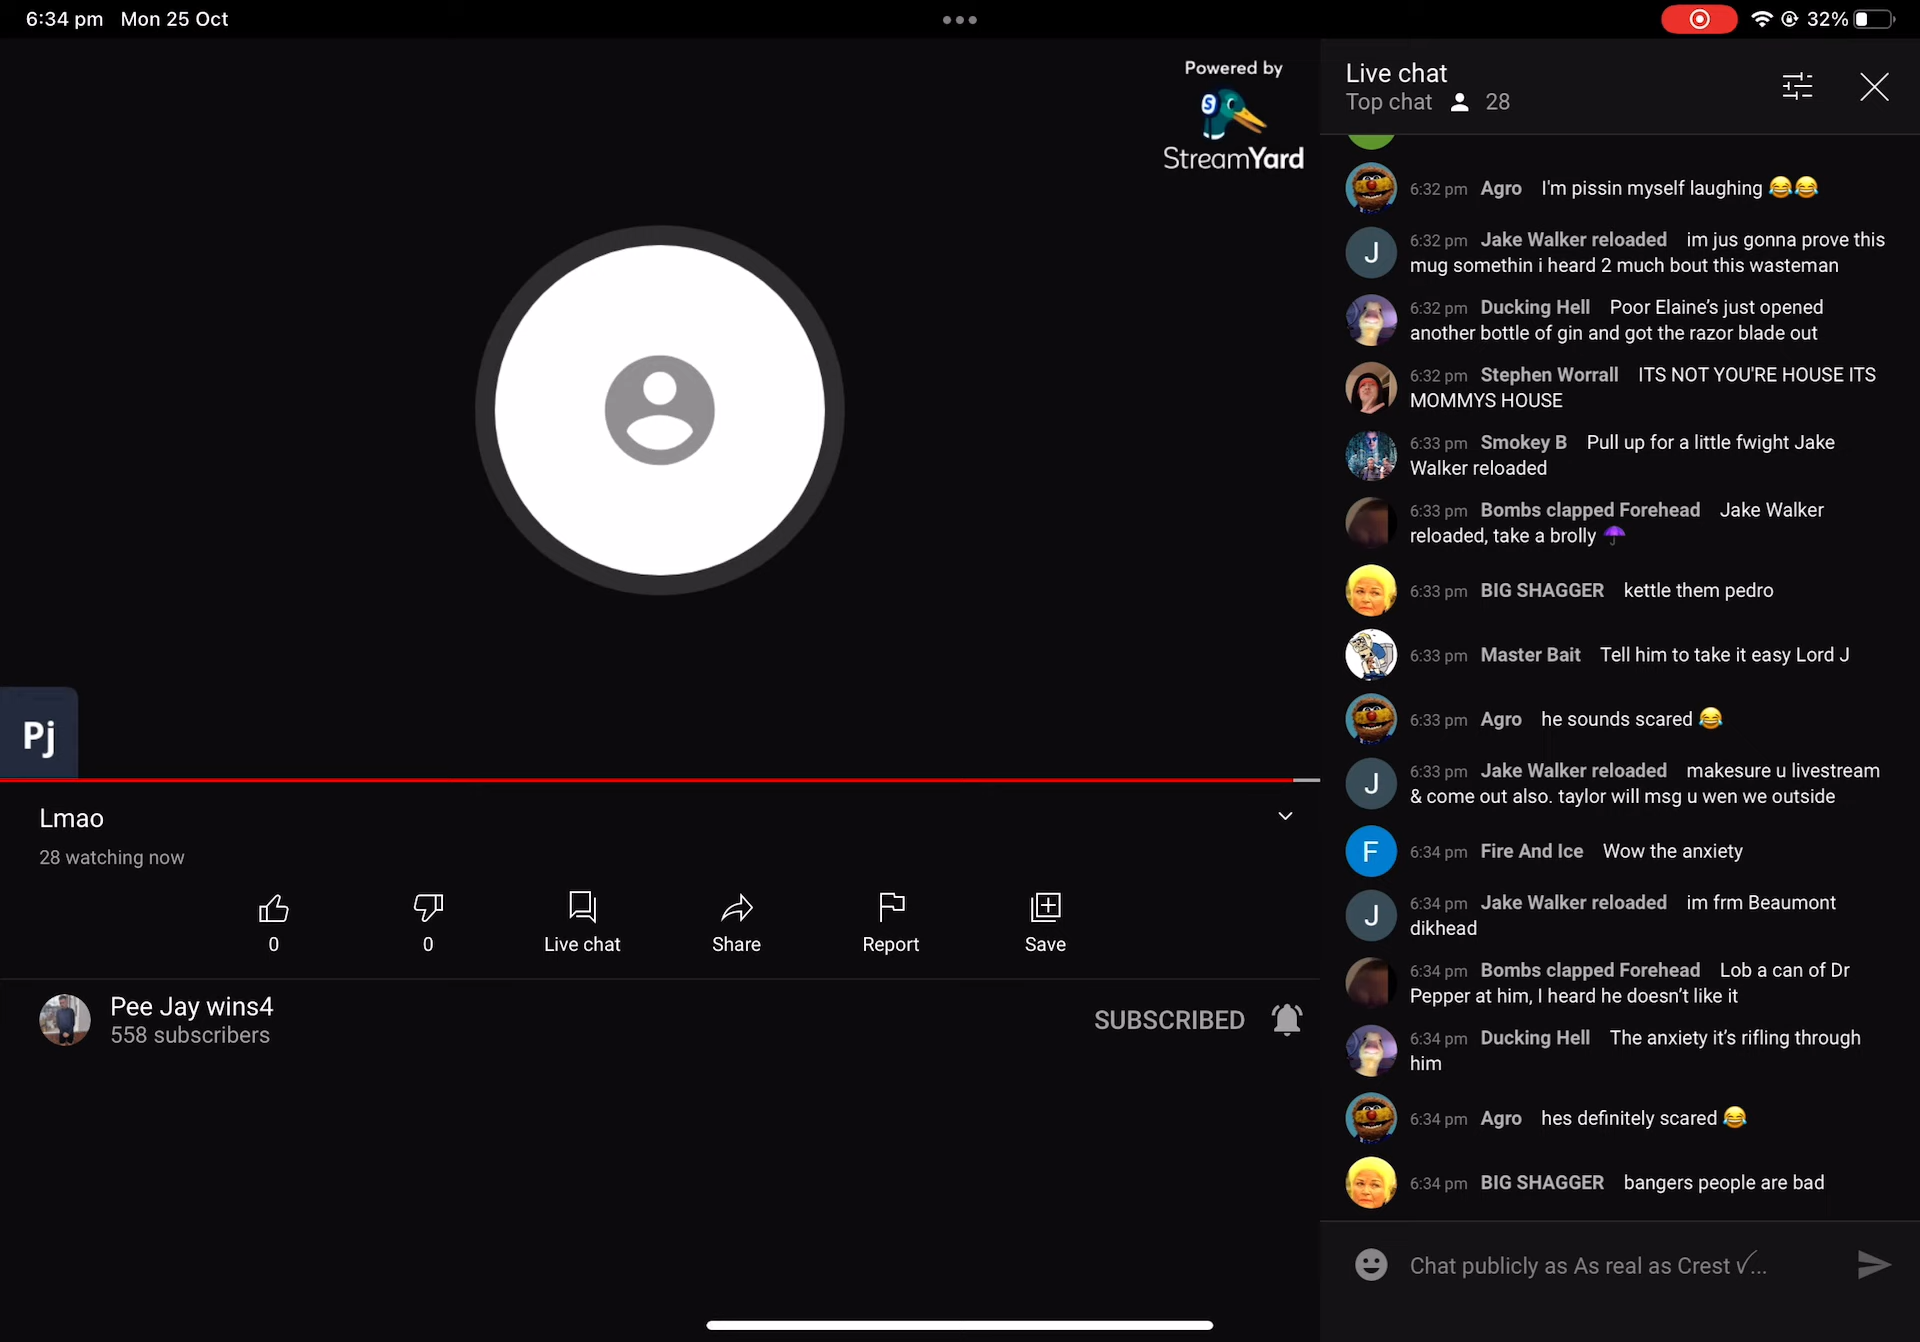 6:34 pm Mon 25 Oct
32%
Powered by
S
StreamYard
Pj
Lmao
28 watching now
0
0
Live chat
Share
Report
Save
Pee Jay wins4
558 subscribers
SUBSCRIBED
Live chat
Top chat 28
6:32 pm Agro I'm pissin myself laughing 😂😂
J
6:32 pm Jake Walker reloaded im jus gonna prove this
mug somethin i heard 2 much bout this wasteman
6:32 pm Ducking Hell Poor Elaine’s just opened
another bottle of gin and got the razor blade out
6:32 pm Stephen Worrall ITS NOT YOU'RE HOUSE ITS
MOMMYS HOUSE
6:33 pm Smokey B Pull up for a little fwight Jake
Walker reloaded
6:33 pm Bombs clapped Forehead Jake Walker
reloaded, take a brolly ☂
6:33 pm BIG SHAGGER kettle them pedro
6:33 pm Master Bait Tell him to take it easy Lord J
6:33 pm Agro he sounds scared 😂
J
6:33 pm Jake Walker reloaded makesure u livestream
& come out also. taylor will msg u wen we outside
F
6:34 pm Fire And Ice Wow the anxiety
J
6:34 pm Jake Walker reloaded im frm Beaumont
dikhead
6:34 pm Bombs clapped Forehead Lob a can of Dr
Pepper at him, I heard he doesn’t like it
6:34 pm Ducking Hell The anxiety it’s rifling through
him
6:34 pm Agro hes definitely scared 😂
6:34 pm BIG SHAGGER bangers people are bad
Chat publicly as As real as Crest √...